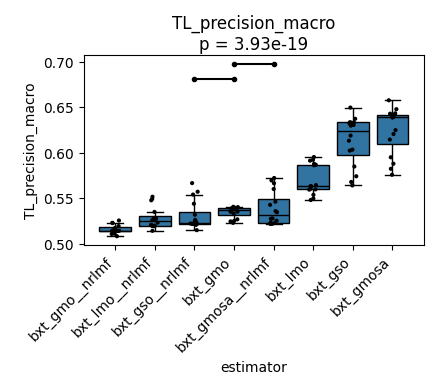 TL_precision_macro
p = 3.93e-19
TL_precision_macro
0.70
0.65
0.60
0.55
0.50
bxt_gmo__nrlmf
bxt_lmo__nrlmf
bxt_gso__nrlmf
bxt_gmo
bxt_gmosa__nrlmf
bxt_lmo
bxt_gso
bxt_gmosa
estimator